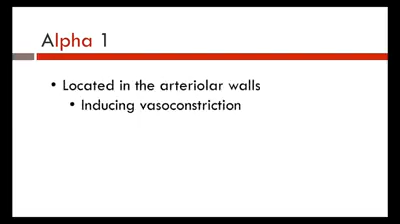 Alpha 1
• Located in the arteriolar walls
• Inducing vasoconstriction